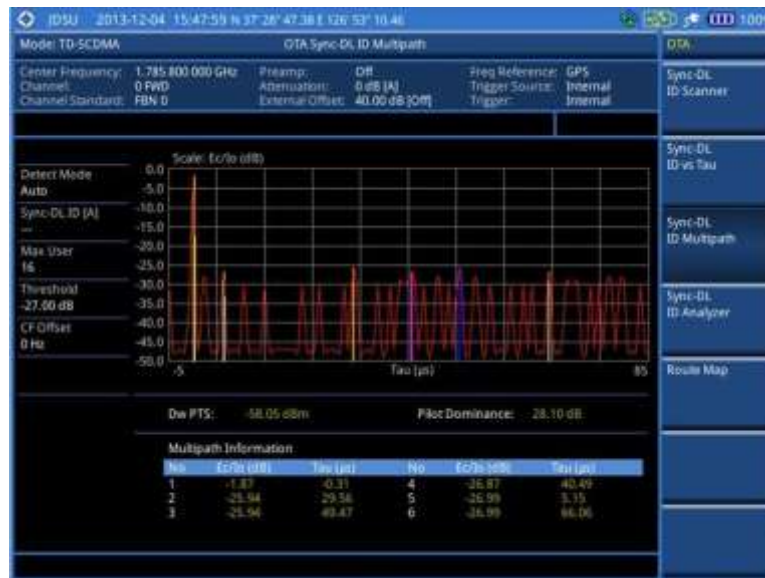 JDSU 2013-12-04 15:47:59 N 37° 28' 47.38 E 126° 53' 10.46 100%
Mode: TD-SCDMA OTA Sync-DL ID Multipath OTA
Center Frequency: 1.785 800 000 GHz Preamp: Off Freq Reference: GPS
Channel: 0 FWD Attenuation: 0 dB [A] Trigger Source: Internal
Channel Standard: FBN 0 External Offset: 40.00 dB [Off] Trigger: Internal
Sync-DL
ID Scanner
Sync-DL
ID vs Tau
Sync-DL
ID Multipath
Sync-DL
ID Analyzer
Route Map
Detect Mode
Auto
Sync-DL ID [A]
---
Max User
16
Threshold
-27.00 dB
CF Offset
0 Hz
Scale: Ec/Io (dB)
0.0
-5.0
-10.0
-15.0
-20.0
-25.0
-30.0
-35.0
-40.0
-45.0
-50.0
-5 Tau (µs) 85
Dw PTS: -58.05 dBm Pilot Dominance: 28.10 dB
Multipath Information
No Ec/Io (dB) Tau (µs) No Ec/Io (dB) Tau (µs)
1 -1.87 -0.31 4 -26.87 40.49
2 -25.94 29.56 5 -26.99 5.15
3 -25.94 49.47 6 -26.99 66.06